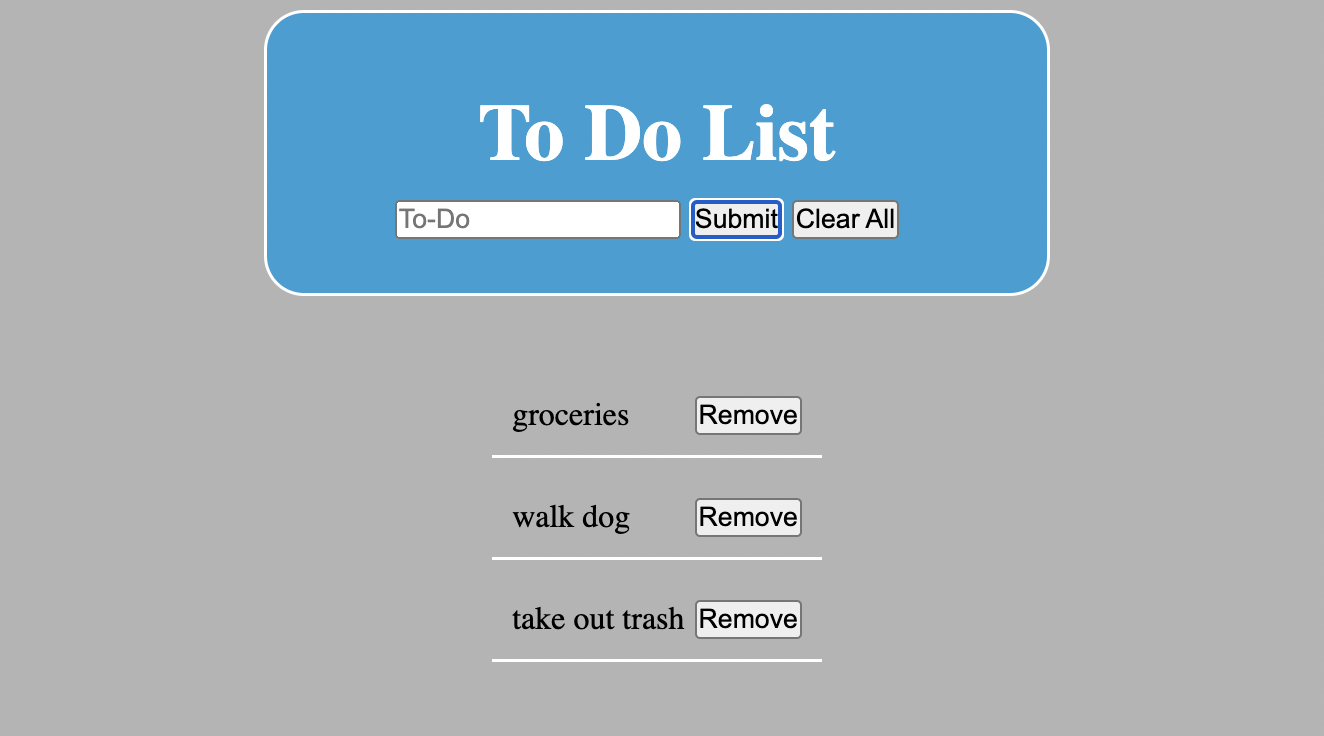 To Do List
To-Do Submit Clear All
groceries Remove
walk dog Remove
take out trash Remove